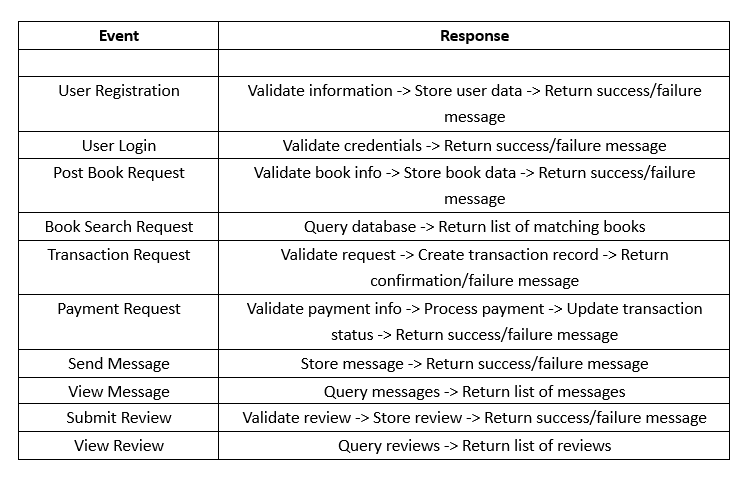 Event Response
User Registration Validate information -> Store user data -> Return success/failure
message
User Login Validate credentials -> Return success/failure message
Post Book Request Validate book info -> Store book data -> Return success/failure
message
Book Search Request Query database -> Return list of matching books
Transaction Request Validate request -> Create transaction record -> Return
confirmation/failure message
Payment Request Validate payment info -> Process payment -> Update transaction
status -> Return success/failure message
Send Message Store message -> Return success/failure message
View Message Query messages -> Return list of messages
Submit Review Validate review -> Store review -> Return success/failure message
View Review Query reviews -> Return list of reviews